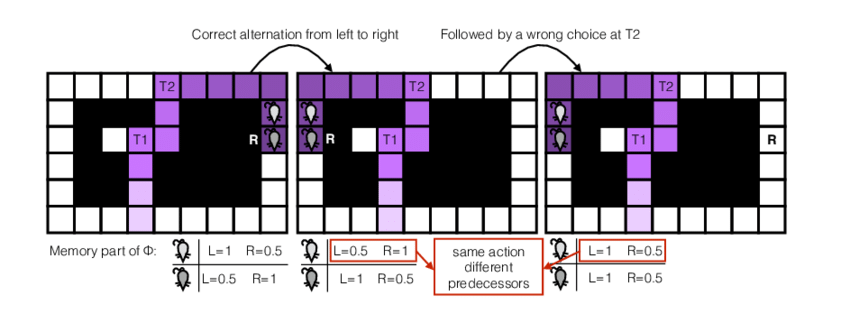 Correct alternation from left to right
Followed by a wrong choice at T2
T2
T2
T2
T1
R
R
T1
T1
R
Memory part of Φ:
L=1 R=0.5
L=0.5 R=1
L=0.5 R=1
L=1 R=0.5
same action
different
predecessors
L=1 R=0.5
L=1 R=0.5